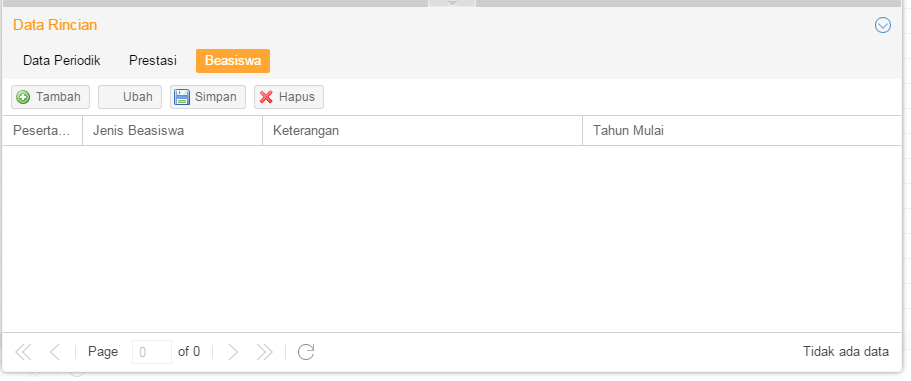 Data Rincian
Data Periodik Prestasi Beasiswa
Tambah Ubah Simpan Hapus
Peserta... Jenis Beasiswa Keterangan Tahun Mulai
Page 0 of 0 Tidak ada data